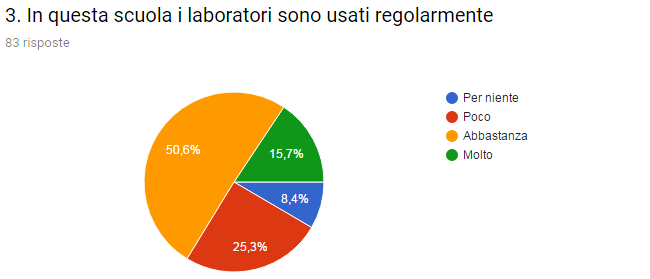 3. In questa scuola i laboratori sono usati regolarmente
83 risposte
Per niente
Poco
Abbastanza
Molto
50,6%
15,7%
8,4%
25,3%